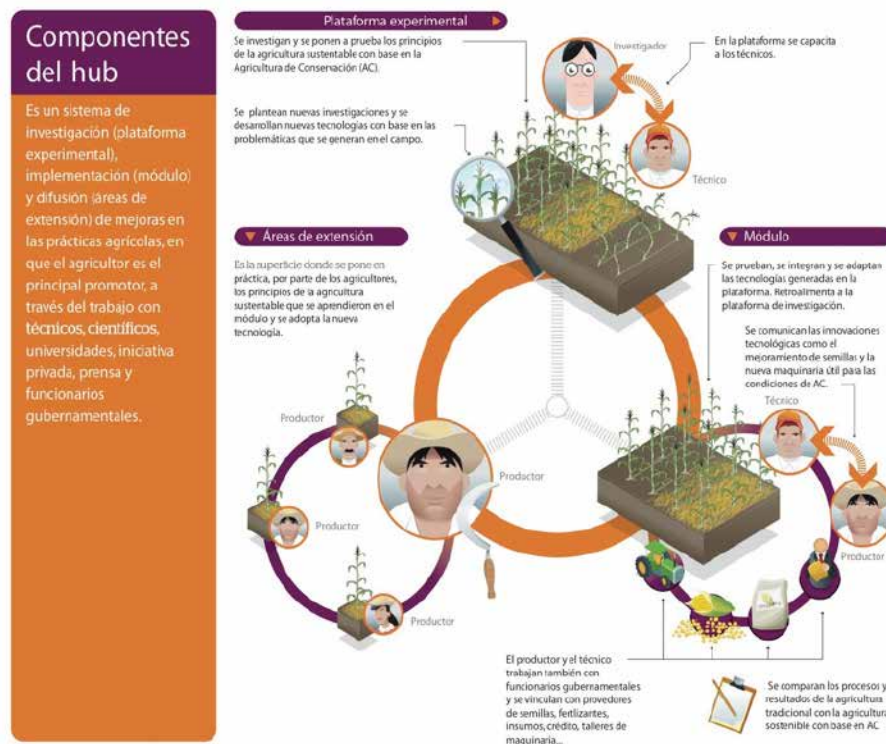 Componentes
del hub
Es un sistema de
investigación (plataforma
experimental),
implementación (módulo)
y difusión (áreas de
extensión) de mejoras en
las prácticas agrícolas, en
que el agricultor es el
principal promotor, a
través del trabajo con
técnicos, científicos,
universidades, iniciativa
privada, prensa y
funcionarios
gubernamentales.
Plataforma experimental
Se investigan y se ponen a prueba los principios
de la agricultura sustentable con base en la
Agricultura de Conservación (AC).
Se plantean nuevas investigaciones y se
desarrollan nuevas tecnologías con base en las
problemáticas que se generan en el campo.
Investigador
En la plataforma se capacita
a los técnicos.
Técnico
Áreas de extensión
Es la superficie donde se pone en
práctica, por parte de los agricultores,
los principios de la agricultura
sustentable que se aprendieron en el
módulo y se adopta la nueva
tecnología.
Módulo
Se prueban, se integran y se adaptan
las tecnologías generadas en la
plataforma. Retroalimenta a la
plataforma de investigación.
Se comunican las innovaciones
tecnológicas como el
mejoramiento de semillas y la
nueva maquinaria útil para las
condiciones de AC.
Técnico
Productor
Productor
Productor
Productor
Productor
El productor y el técnico
trabajan también con
funcionarios gubernamentales
y se vinculan con provedores
de semillas, fertlizantes,
insumos, crédito, talleres de
maquinaria...
Se comparan los procesos y
resultados de la agricultura
tradicional con la agricultura
sostenible con base en AC